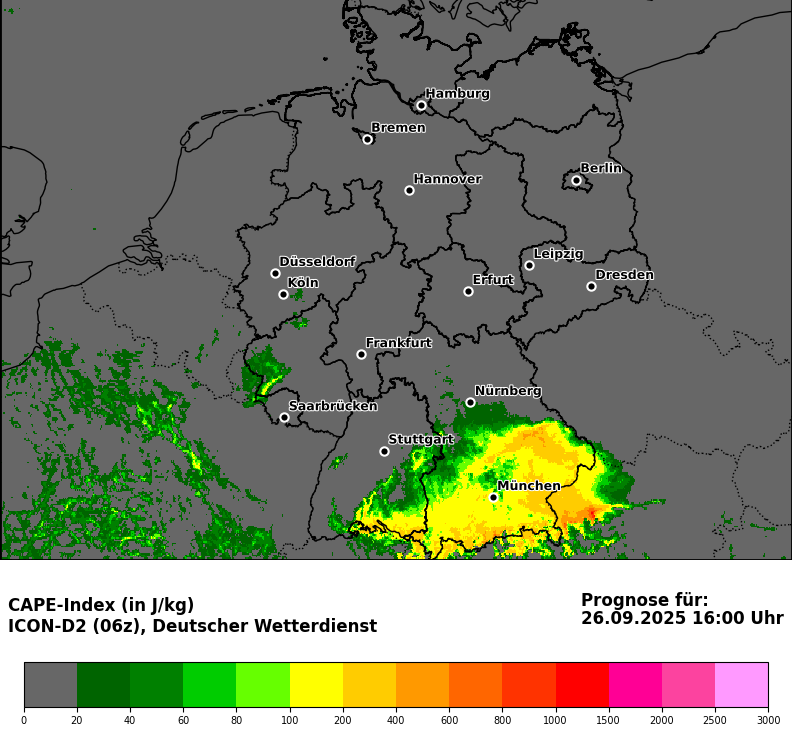 Hamburg
Bremen
Berlin
Hannover
Leipzig
Düsseldorf
Dresden
Köln
Erfurt
Frankfurt
Nürnberg
Saarbrücken
Stuttgart
München
CAPE-Index (in J/kg)
ICON-D2 (06z), Deutscher Wetterdienst
Prognose für:
26.09.2025 16:00 Uhr
0 20 40 60 80 100 200 400 600 800 1000 1500 2000 2500 3000